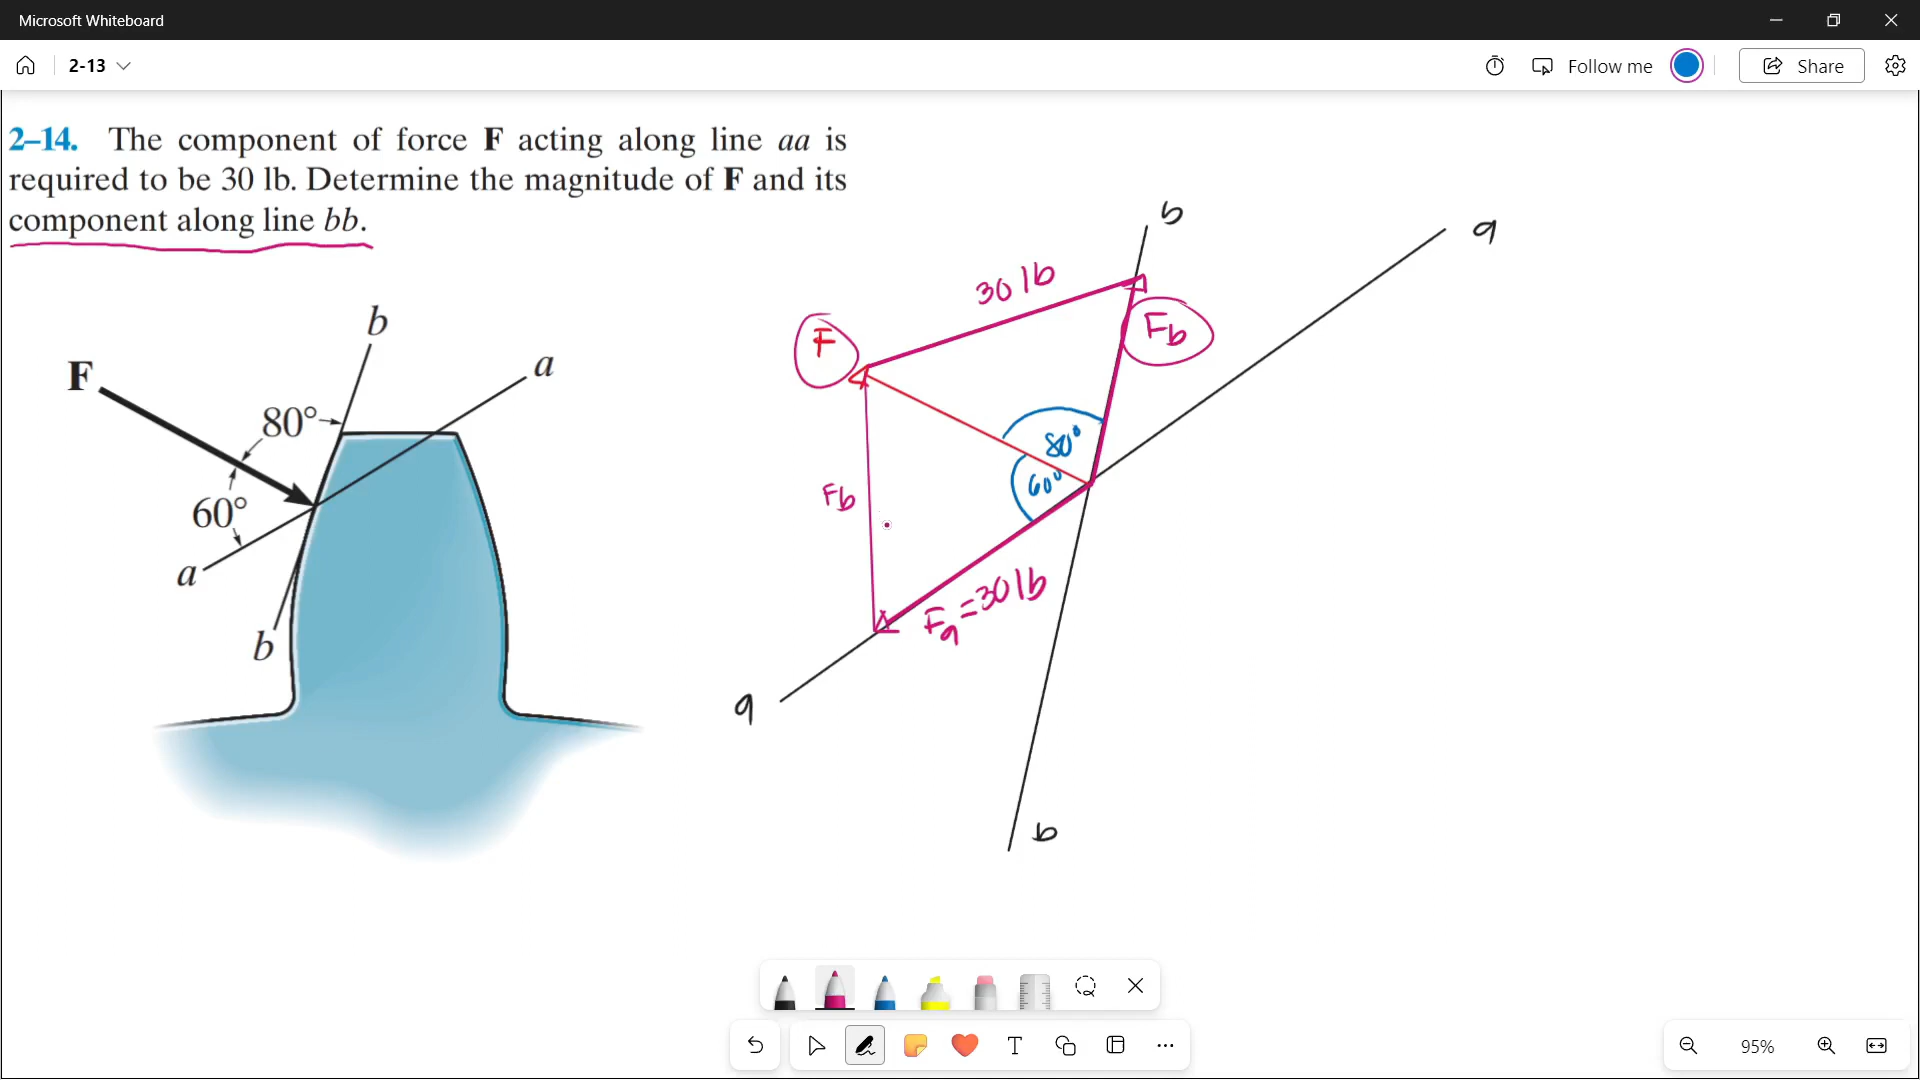 Microsoft Whiteboard
2-13
Follow me
Share
2–14. The component of force F acting along line aa is
required to be 30 lb. Determine the magnitude of F and its
component along line bb.
b
a
F
80°
60°
a
b
b
a
30 lb
F
Fb
80°
60°
Fb
Fa = 30 lb
a
b
95%